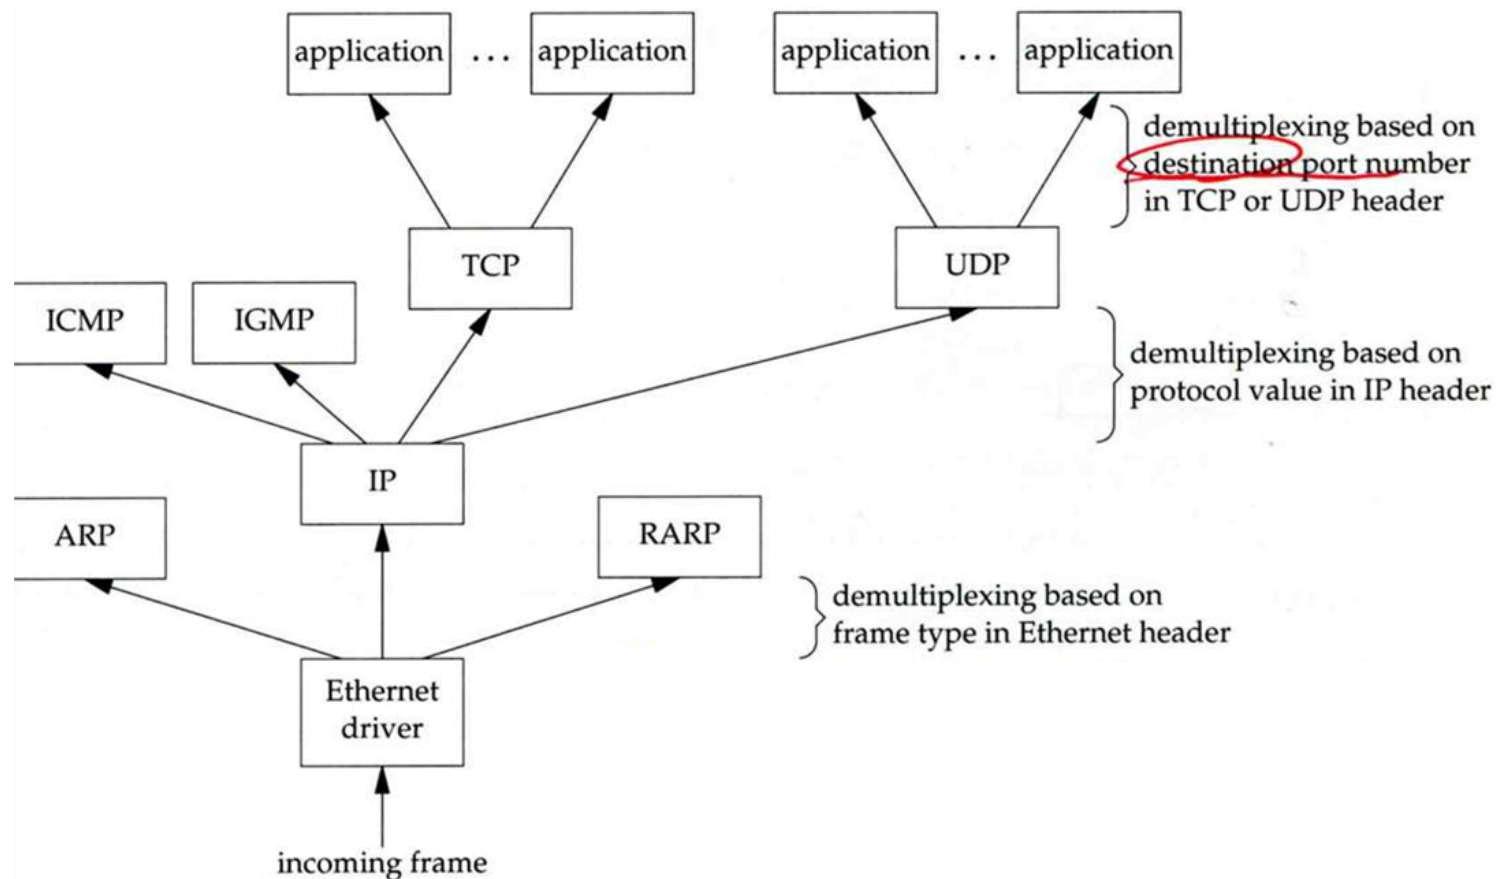 application ... application application ... application
demultiplexing based on
destination port number
in TCP or UDP header
TCP UDP
ICMP IGMP
demultiplexing based on
protocol value in IP header
IP
ARP RARP
demultiplexing based on
frame type in Ethernet header
Ethernet
driver
incoming frame